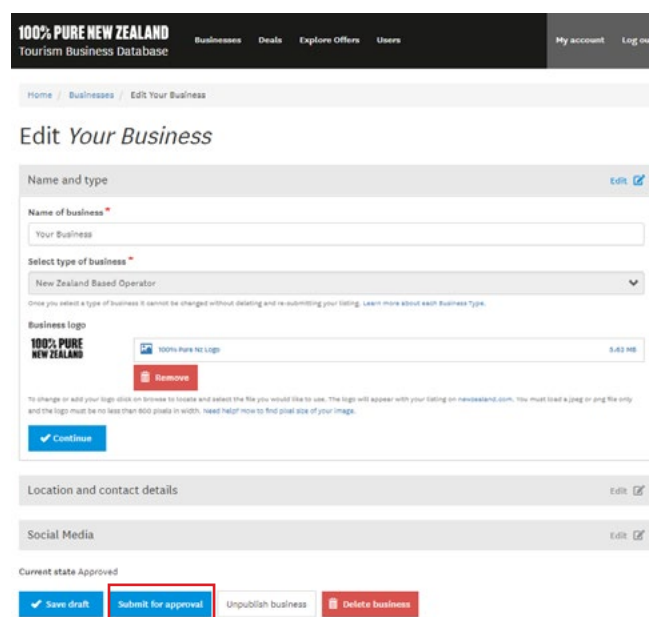 100% PURE NEW ZEALAND
Tourism Business Database
Businesses Deals Explore Offers Users
My account Log ou
Home / Businesses / Edit Your Business
Edit Your Business
Name and type
Edit
Name of business *
Your Business
Select type of business *
New Zealand Based Operator
Once you select a type of business it cannot be changed without deleting and re-submitting your listing. Learn more about each Business Type.
Business logo
100% PURE
NEW ZEALAND
100% Pure NZ Logo
Remove
To change or add your logo click on browse to locate and select the file you would like to use. The logo will appear with your listing on newzealand.com. You must load a jpeg or png file only
and the logo must be no less than 600 pixels in width. Need help? How to find pixel size of your image.
Continue
Location and contact details
Edit
Social Media
Edit
Current state Approved
Save draft Submit for approval Unpublish business Delete business